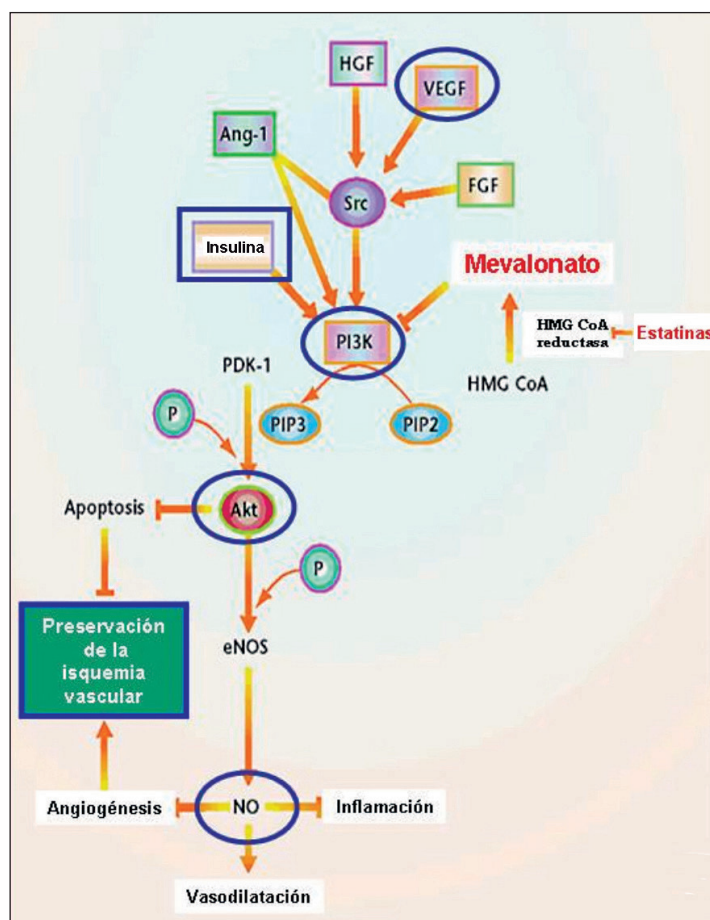 HGF
VEGF
Ang-1
Src
FGF
Insulina
Mevalonato
PI3K
HMG CoA
reductasa
Estatinas
PDK-1
HMG CoA
P
PIP3
PIP2
Apoptosis
Akt
P
Preservación
de la
isquemia
vascular
eNOS
Angiogénesis
NO
Inflamación
Vasodilatación